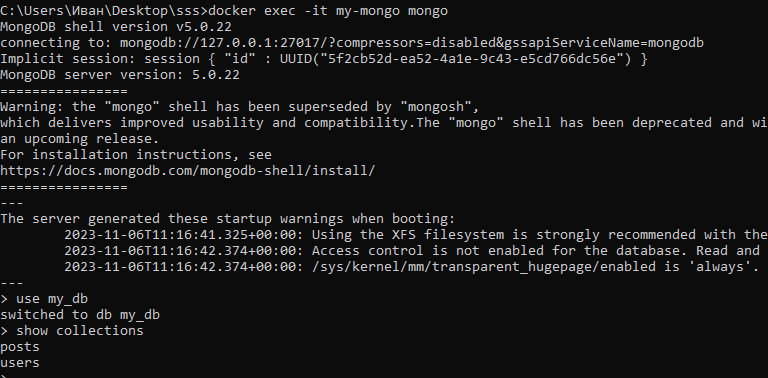 C:\Users\Иван\Desktop\sss>docker exec -it my-mongo mongo
MongoDB shell version v5.0.22
connecting to: mongodb://127.0.0.1:27017/?compressors=disabled&gssapiServiceName=mongodb
Implicit session: session { "id" : UUID("5f2cb52d-ea52-4a1e-9c43-e5cd766dc56e") }
MongoDB server version: 5.0.22
================
Warning: the "mongo" shell has been superseded by "mongosh",
which delivers improved usability and compatibility.The "mongo" shell has been deprecated and wi
an upcoming release.
For installation instructions, see
https://docs.mongodb.com/mongodb-shell/install/
================
---
The server generated these startup warnings when booting:
        2023-11-06T11:16:41.325+00:00: Using the XFS filesystem is strongly recommended with the
        2023-11-06T11:16:42.374+00:00: Access control is not enabled for the database. Read and
        2023-11-06T11:16:42.374+00:00: /sys/kernel/mm/transparent_hugepage/enabled is 'always'.
---
> use my_db
switched to db my_db
> show collections
posts
users
>